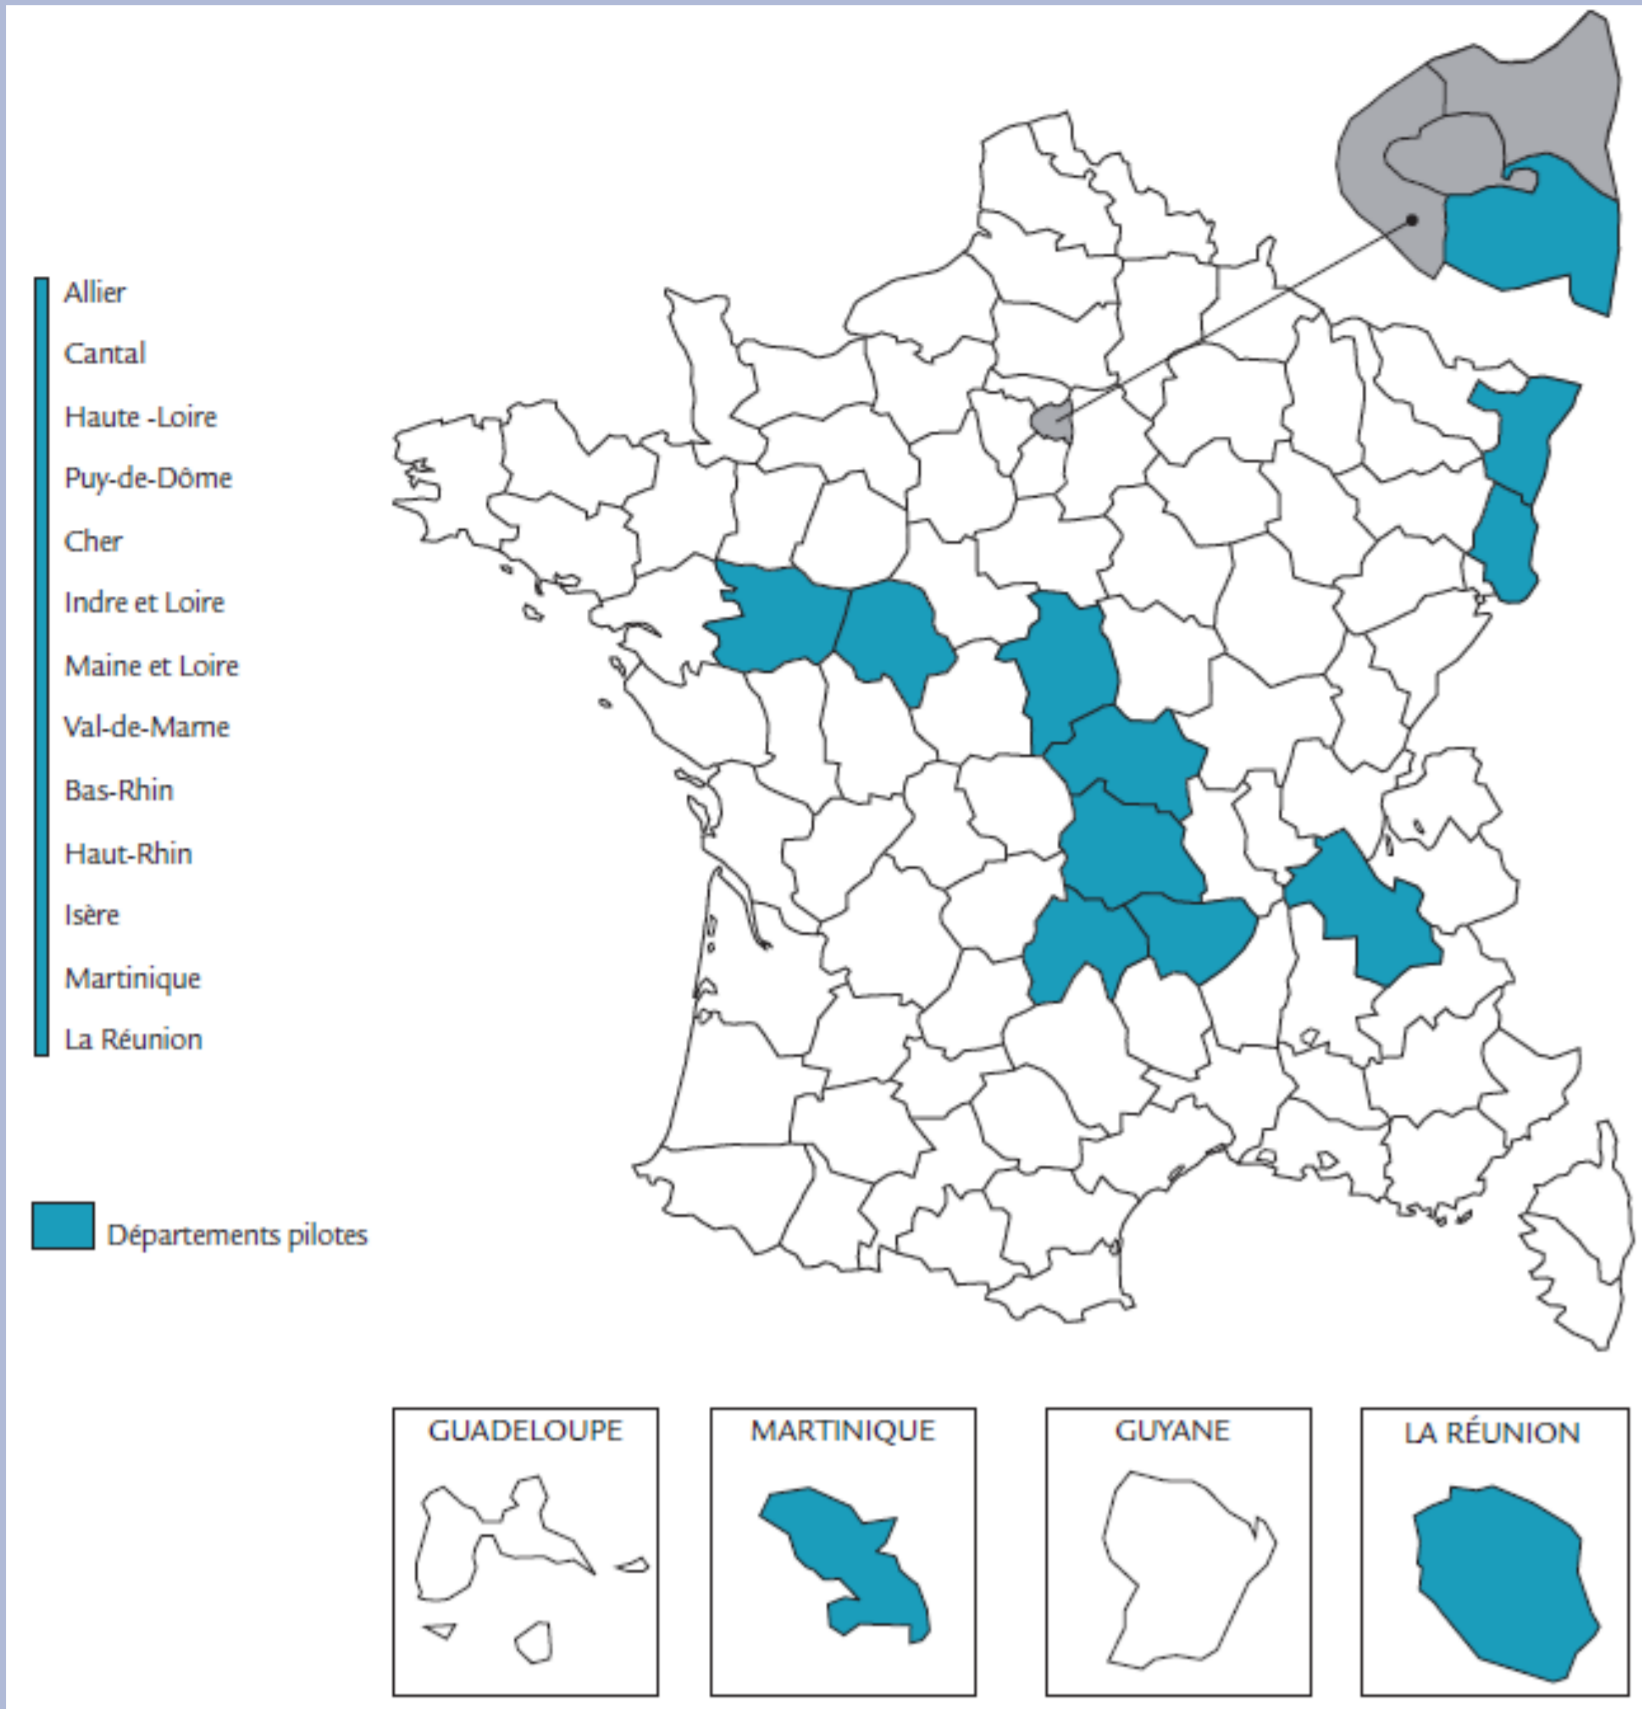 Allier
Cantal
Haute -Loire
Puy-de-Dôme
Cher
Indre et Loire
Maine et Loire
Val-de-Marne
Bas-Rhin
Haut-Rhin
Isère
Martinique
La Réunion
Départements pilotes
GUADELOUPE
MARTINIQUE
GUYANE
LA RÉUNION